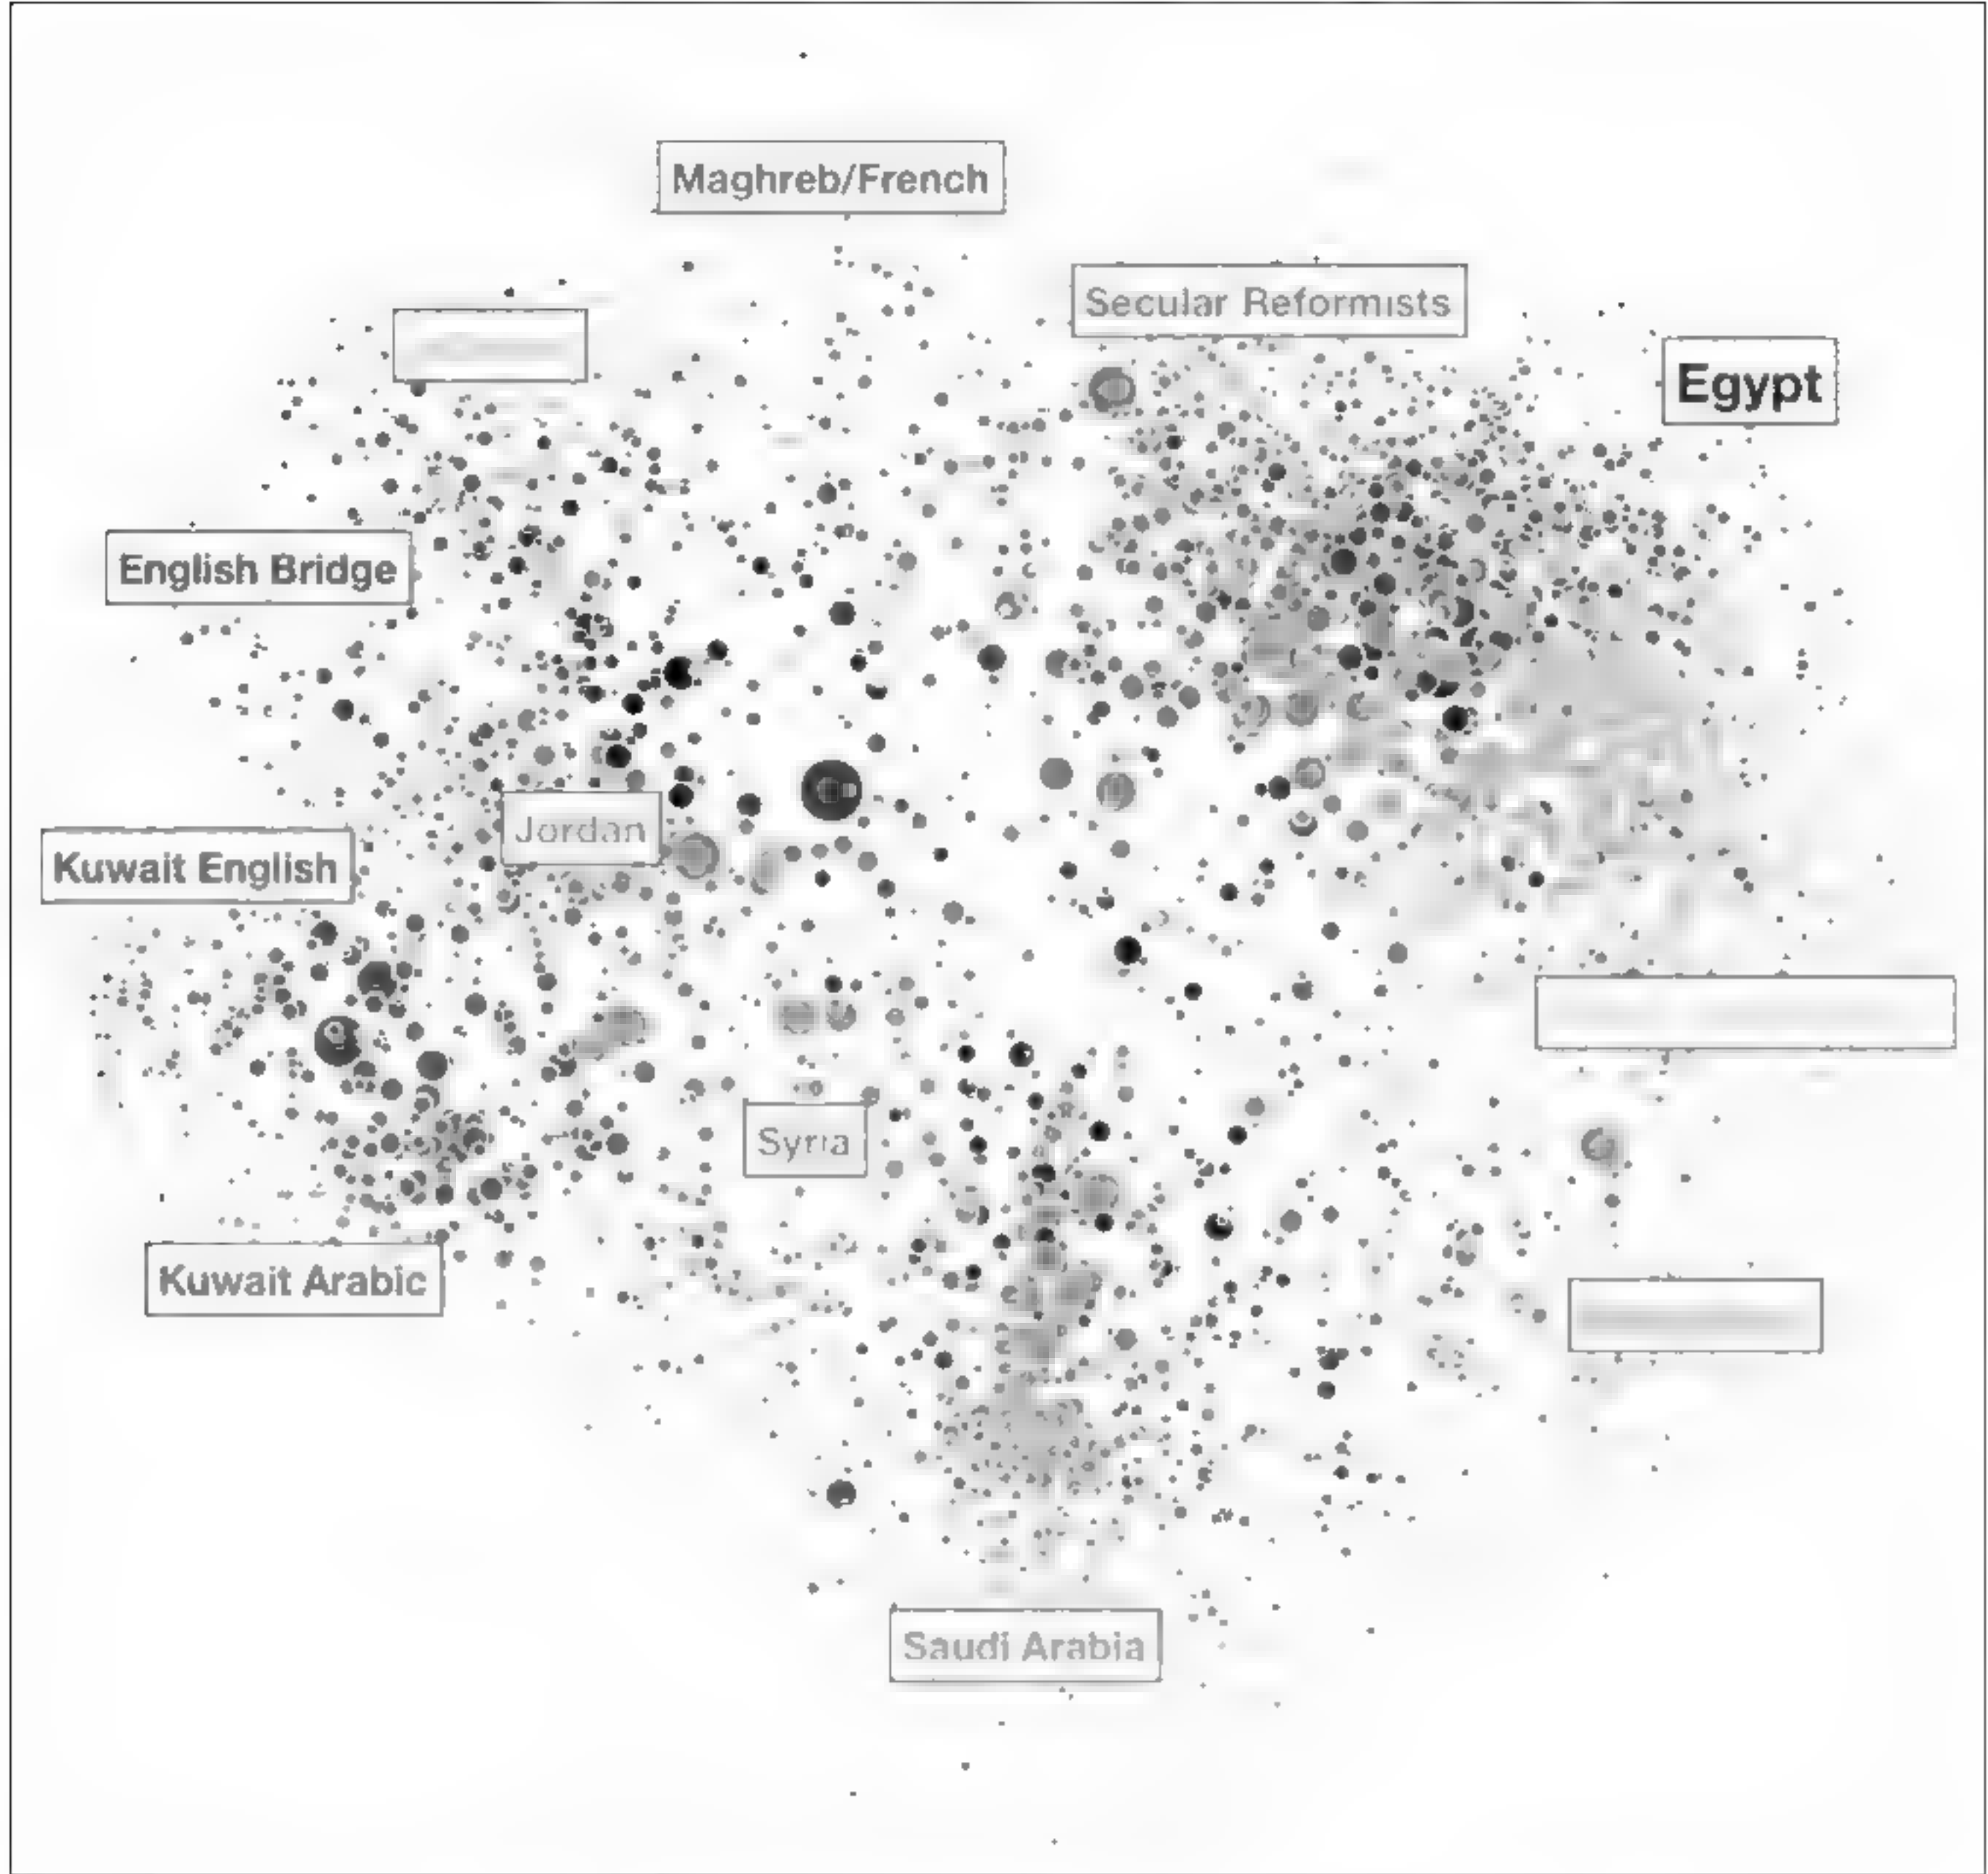 Maghreb/French
Secular Reformists
Egypt
English Bridge
Jordan
Kuwait English
Syria
Kuwait Arabic
Saudi Arabia